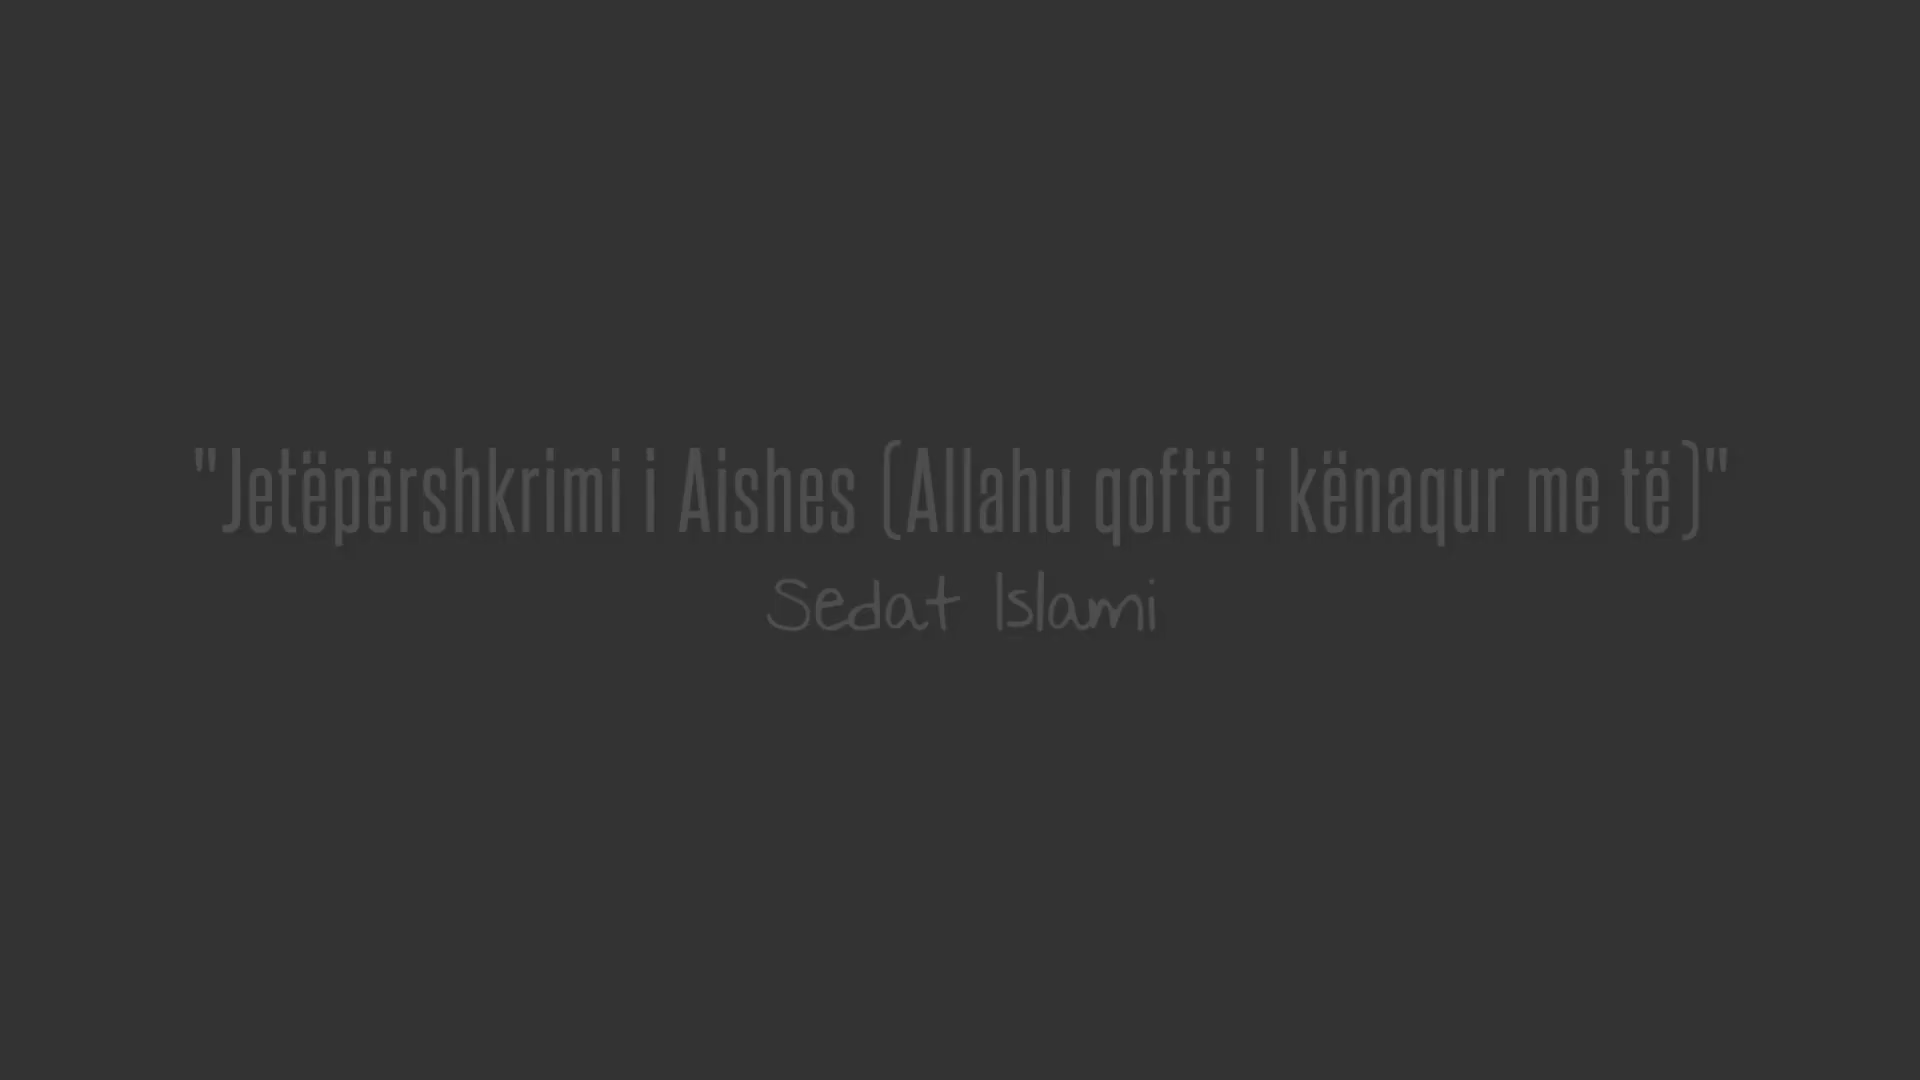 "Jetëpërshkrimi i Aishes (Allahu qoftë i kënaqur me të)"
Sedat Islami